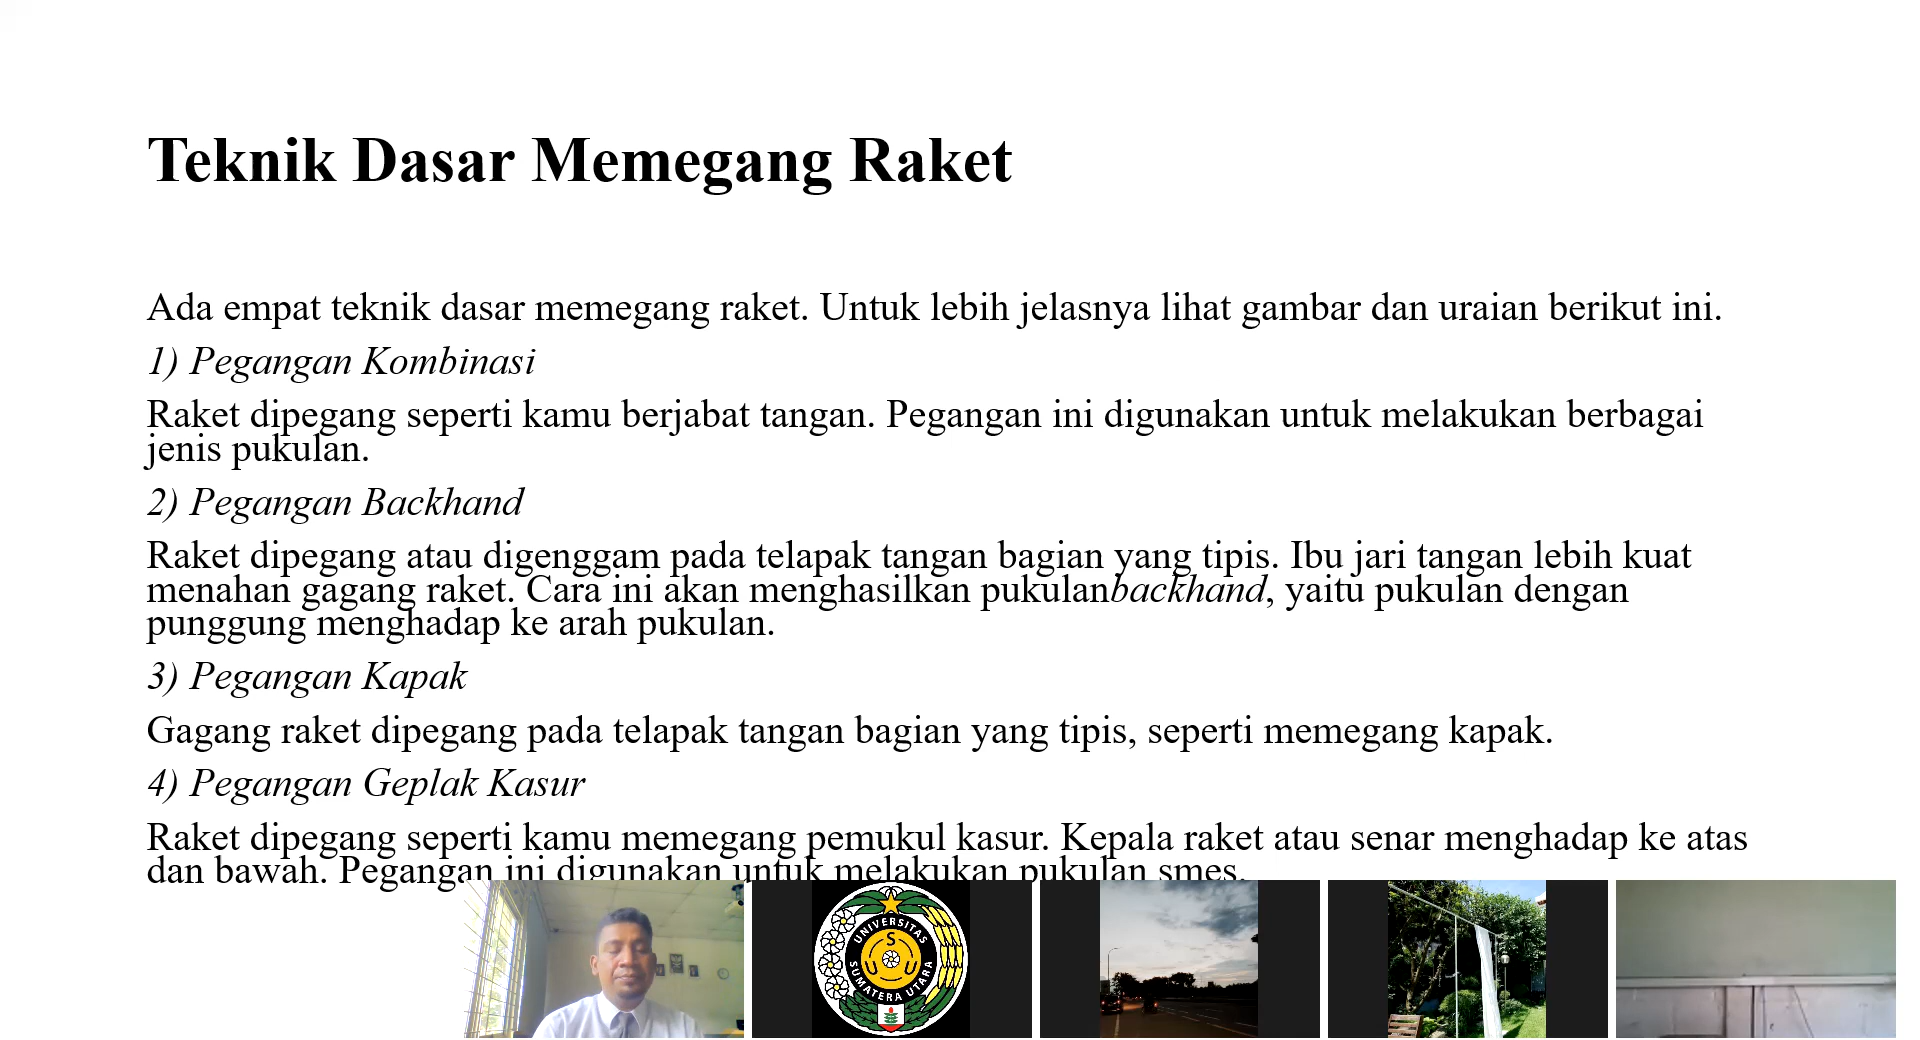 Teknik Dasar Memegang Raket
Ada empat teknik dasar memegang raket. Untuk lebih jelasnya lihat gambar dan uraian berikut ini.
1) Pegangan Kombinasi
Raket dipegang seperti kamu berjabat tangan. Pegangan ini digunakan untuk melakukan berbagai
jenis pukulan.
2) Pegangan Backhand
Raket dipegang atau digenggam pada telapak tangan bagian yang tipis. Ibu jari tangan lebih kuat
menahan gagang raket. Cara ini akan menghasilkan pukulanbackhand, yaitu pukulan dengan
punggung menghadap ke arah pukulan.
3) Pegangan Kapak
Gagang raket dipegang pada telapak tangan bagian yang tipis, seperti memegang kapak.
4) Pegangan Geplak Kasur
Raket dipegang seperti kamu memegang pemukul kasur. Kepala raket atau senar menghadap ke atas
dan bawah. Pegangan ini digunakan untuk melakukan pukulan smes.
UNIVERSITAS
USU
SUMATERA UTARA